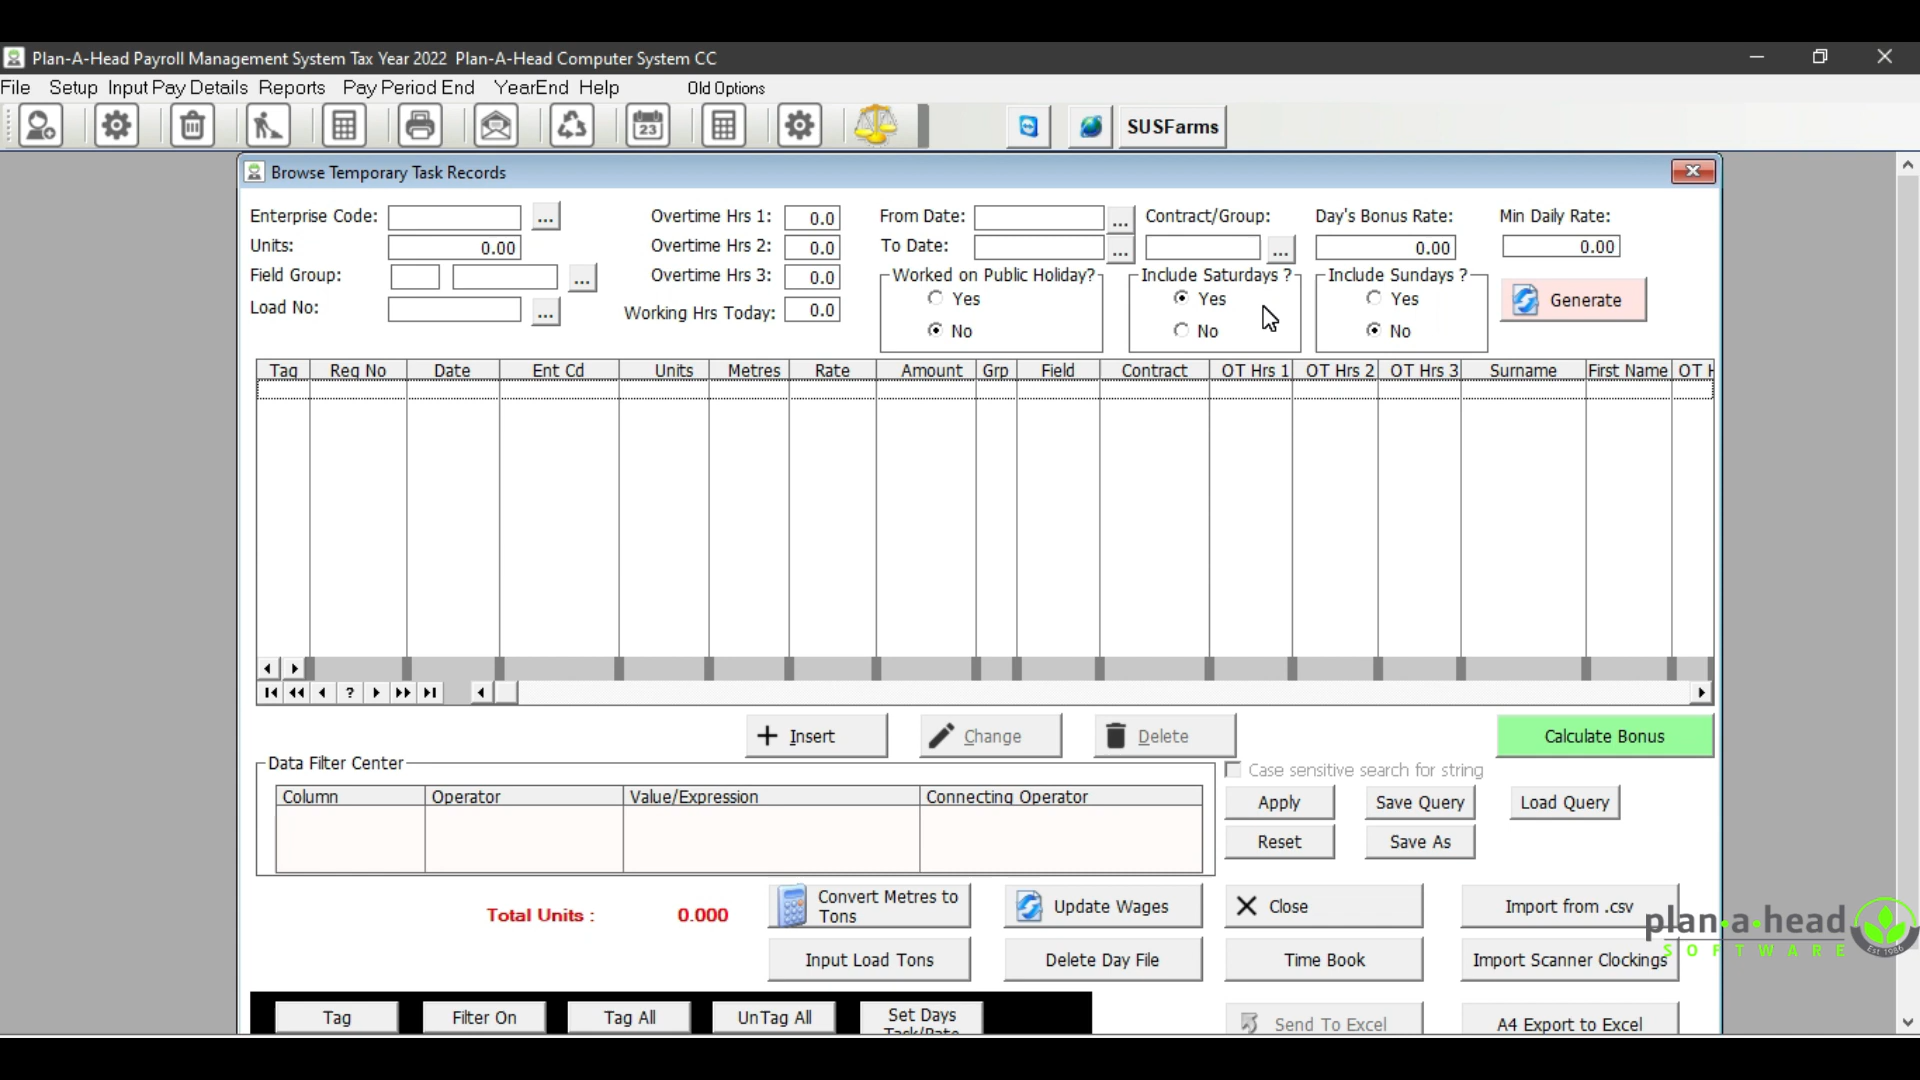 Plan-A-Head Payroll Management System Tax Year 2022 Plan-A-Head Computer System CC
File Setup Input Pay Details Reports Pay Period End YearEnd Help Old Options
23 SUSFarms
Browse Temporary Task Records
Enterprise Code: ... Overtime Hrs 1: 0.0 From Date: ... Contract/Group: Day's Bonus Rate: Min Daily Rate:
Units: 0.00 Overtime Hrs 2: 0.0 To Date: ... ... 0.00 0.00
Field Group: ... Overtime Hrs 3: 0.0 Worked on Public Holiday? Include Saturdays ? Include Sundays ?
Yes Yes Yes Generate
Load No: ... Working Hrs Today: 0.0
No No No
Tag Reg No Date Ent Cd Units Metres Rate Amount Grp Field Contract OT Hrs 1 OT Hrs 2 OT Hrs 3 Surname First Name OT H
?
Insert Change Delete Calculate Bonus
Data Filter Center Case sensitive search for string
Column Operator Value/Expression Connecting Operator
Apply Save Query Load Query
Reset Save As
Total Units : 0.000 Convert Metres to Tons Update Wages Close Import from .csv
plan·a·head
SOFTWARE
Est 1986
Input Load Tons Delete Day File Time Book Import Scanner Clockings
Tag Filter On Tag All UnTag All Set Days Task/Rate Send To Excel A4 Export to Excel